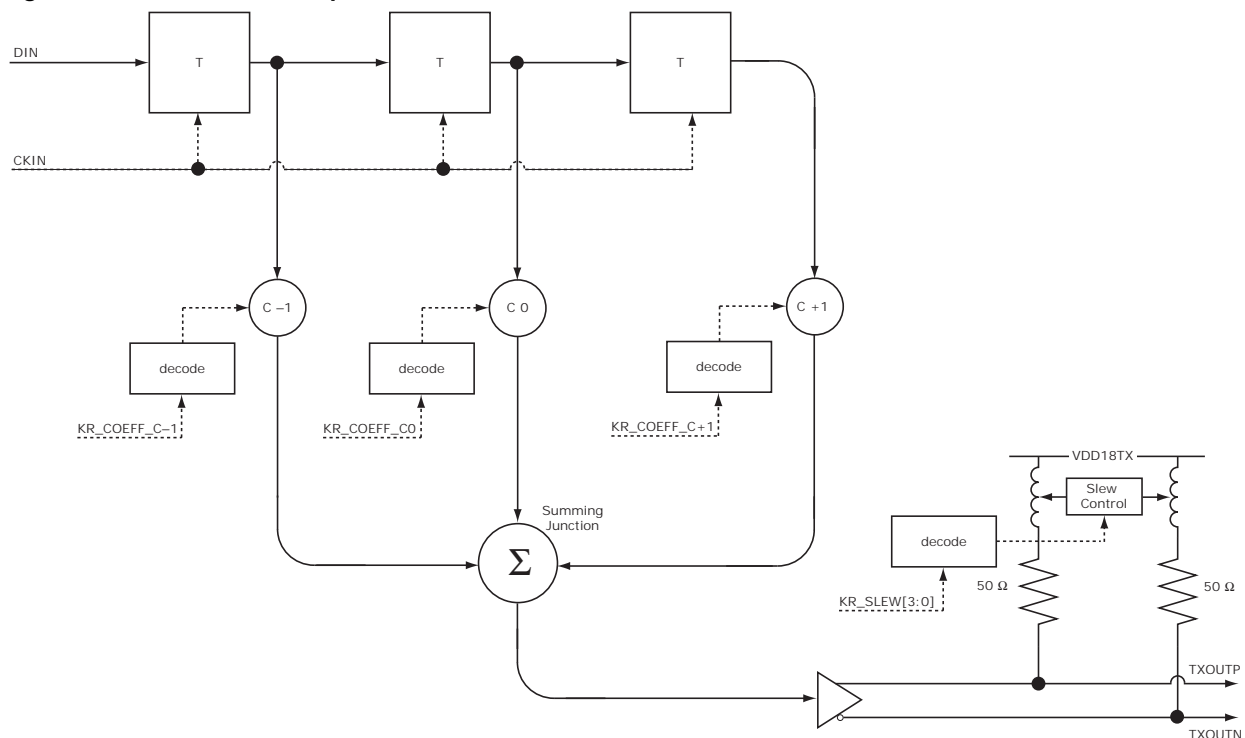 DIN
T
T
T
CKIN
C –1
C 0
C +1
decode
decode
decode
KR_COEFF_C–1
KR_COEFF_C0
KR_COEFF_C+1
VDD18TX
Slew
Control
Summing
Junction
decode
Σ
50 Ω
50 Ω
KR_SLEW[3:0]
TXOUTP
TXOUTN